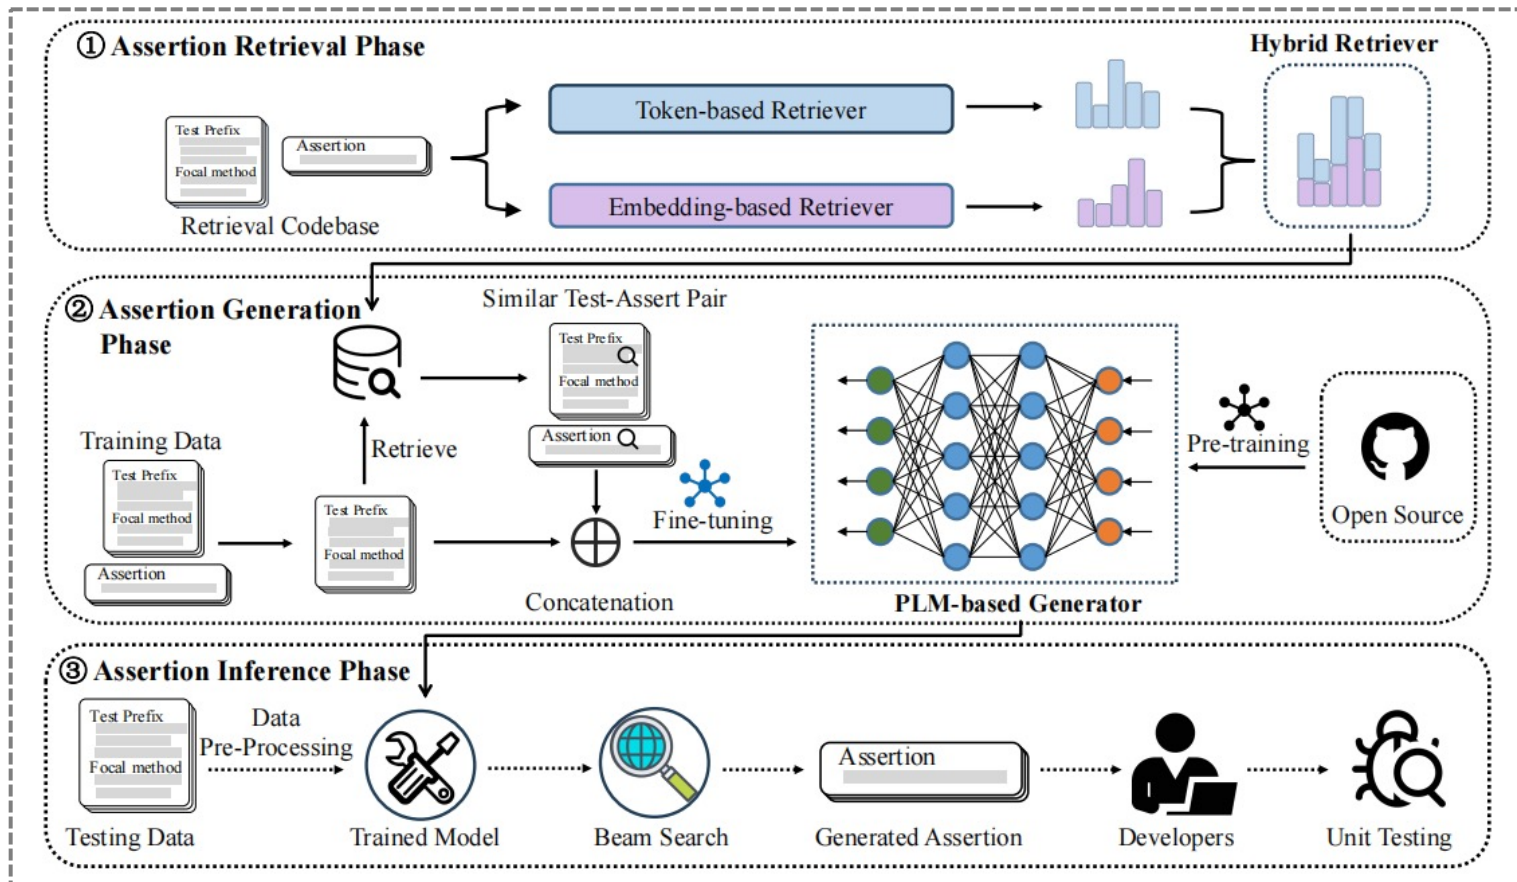 ① Assertion Retrieval Phase
Hybrid Retriever
Test Prefix
Focal method
Assertion
Retrieval Codebase
Token-based Retriever
Embedding-based Retriever
② Assertion Generation
Phase
Similar Test-Assert Pair
Test Prefix
Focal method
Assertion
Retrieve
Training Data
Test Prefix
Focal method
Assertion
Test Prefix
Focal method
Concatenation
Fine-tuning
PLM-based Generator
Pre-training
Open Source
③ Assertion Inference Phase
Test Prefix
Focal method
Testing Data
Data
Pre-Processing
Trained Model
Beam Search
Assertion
Generated Assertion
Developers
Unit Testing